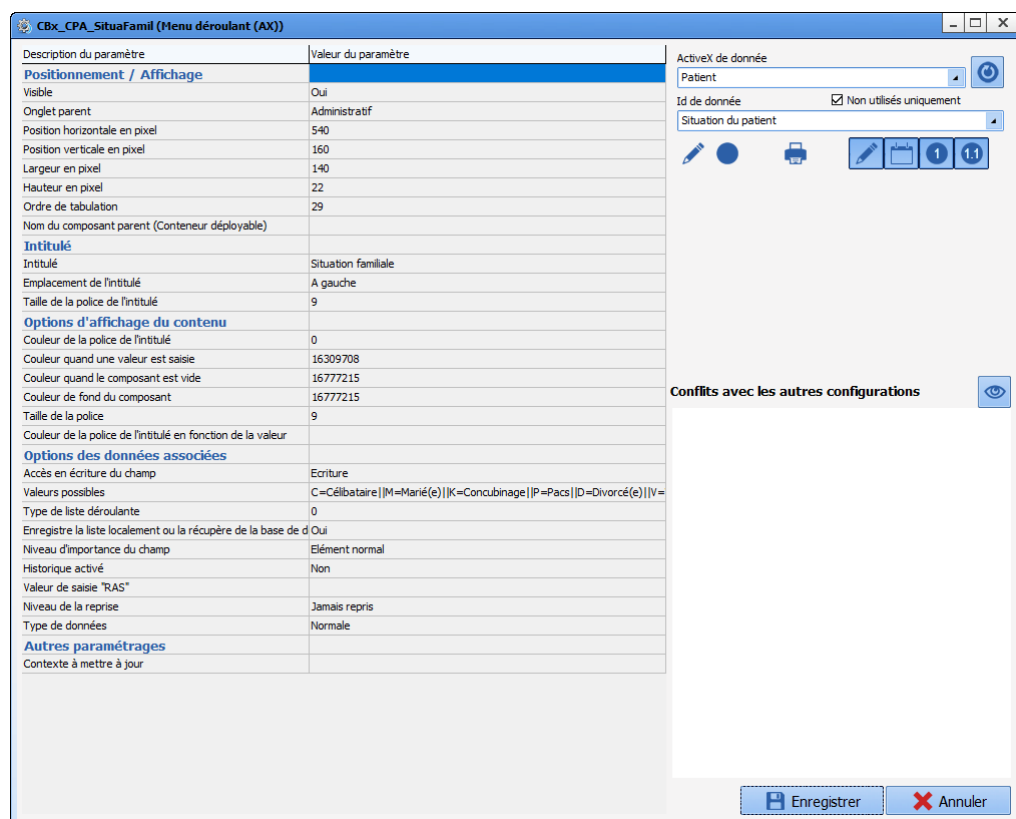 CBx_CPA_SituaFamil (Menu déroulant (AX))
Description du paramètre Valeur du paramètre
Positionnement / Affichage
Visible Oui
Onglet parent Administratif
Position horizontale en pixel 540
Position verticale en pixel 160
Largeur en pixel 140
Hauteur en pixel 22
Ordre de tabulation 29
Nom du composant parent (Conteneur déployable)
Intitulé
Intitulé Situation familiale
Emplacement de l'intitulé A gauche
Taille de la police de l'intitulé 9
Options d'affichage du contenu
Couleur de la police de l'intitulé 0
Couleur quand une valeur est saisie 16309708
Couleur quand le composant est vide 16777215
Couleur de fond du composant 16777215
Taille de la police 9
Couleur de la police de l'intitulé en fonction de la valeur
Options des données associées
Accès en écriture du champ Ecriture
Valeurs possibles C=Célibataire||M=Marié(e)||K=Concubinage||P=Pacs||D=Divorcé(e)||V=
Type de liste déroulante 0
Enregistre la liste localement ou la récupère de la base de d Oui
Niveau d'importance du champ Elément normal
Historique activé Non
Valeur de saisie "RAS"
Niveau de la reprise Jamais repris
Type de données Normale
Autres paramétrages
Contexte à mettre à jour
ActiveX de donnée
Patient
Id de donnée Non utilisés uniquement
Situation du patient
1 1.1
Conflits avec les autres configurations
Enregistrer Annuler